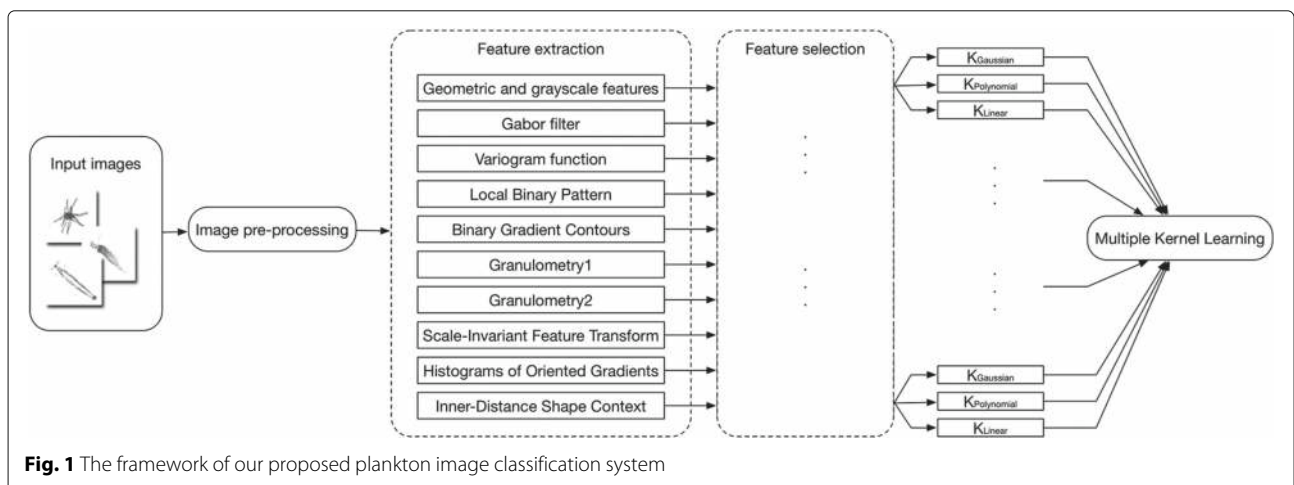 Feature extraction
Feature selection
Input images
Image pre-processing
Geometric and grayscale features
Gabor filter
Variogram function
Local Binary Pattern
Binary Gradient Contours
Granulometry1
Granulometry2
Scale-Invariant Feature Transform
Histograms of Oriented Gradients
Inner-Distance Shape Context
KGaussian
KPolynomial
KLinear
KGaussian
KPolynomial
KLinear
Multiple Kernel Learning
Fig. 1 The framework of our proposed plankton image classification system